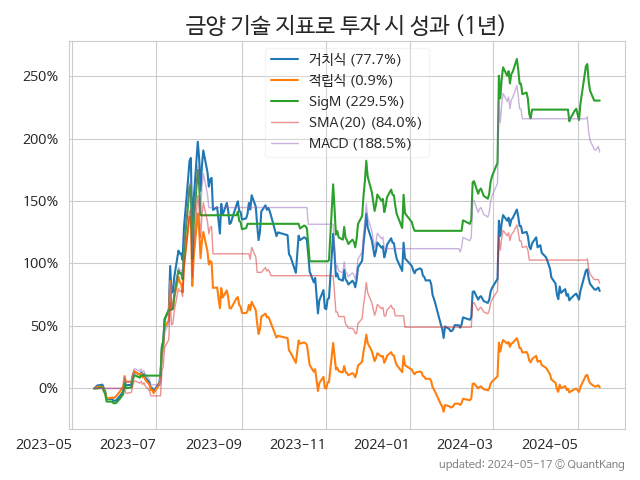 금양 기술 지표로 투자 시 성과 (1년)
거치식 (77.7%)
적립식 (0.9%)
SigM (229.5%)
SMA(20) (84.0%)
MACD (188.5%)
250%
200%
150%
100%
50%
0%
2023-05 2023-07 2023-09 2023-11 2024-01 2024-03 2024-05
updated: 2024-05-17 ⓒ QuantKang